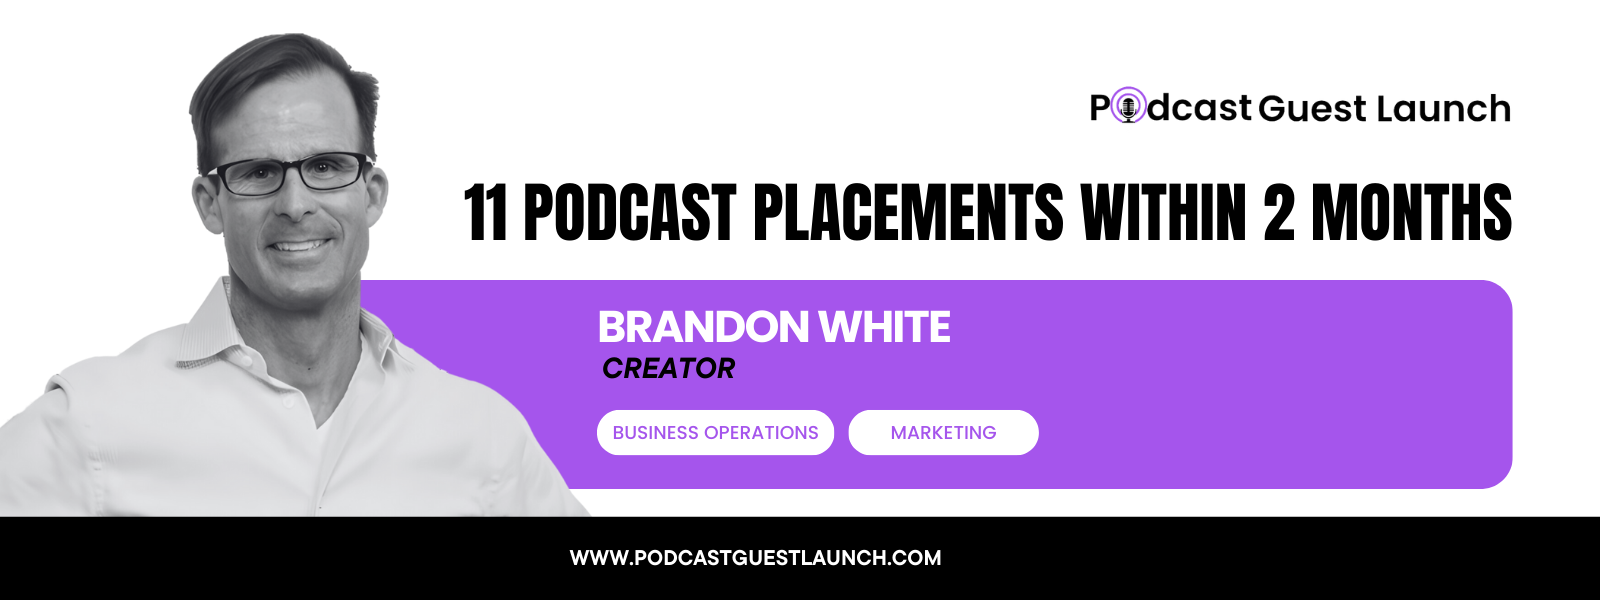 Podcast Guest Launch
11 PODCAST PLACEMENTS WITHIN 2 MONTHS
BRANDON WHITE
CREATOR
BUSINESS OPERATIONS
MARKETING
WWW.PODCASTGUESTLAUNCH.COM